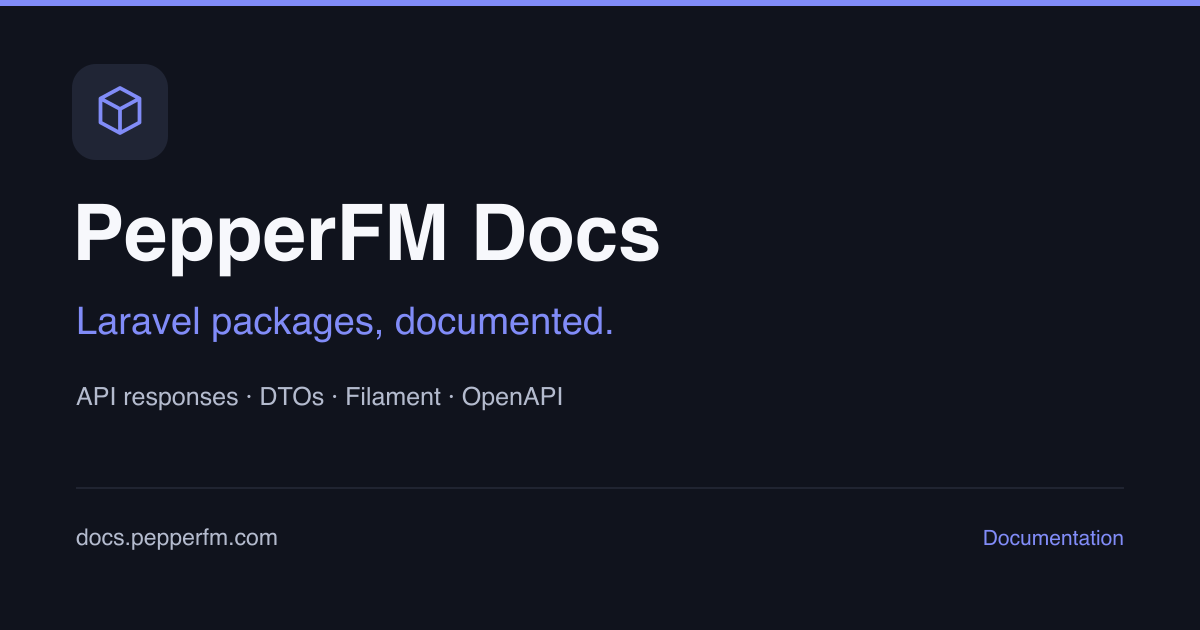 PepperFM Docs
Laravel packages, documented.
API responses · DTOs · Filament · OpenAPI
docs.pepperfm.com
Documentation